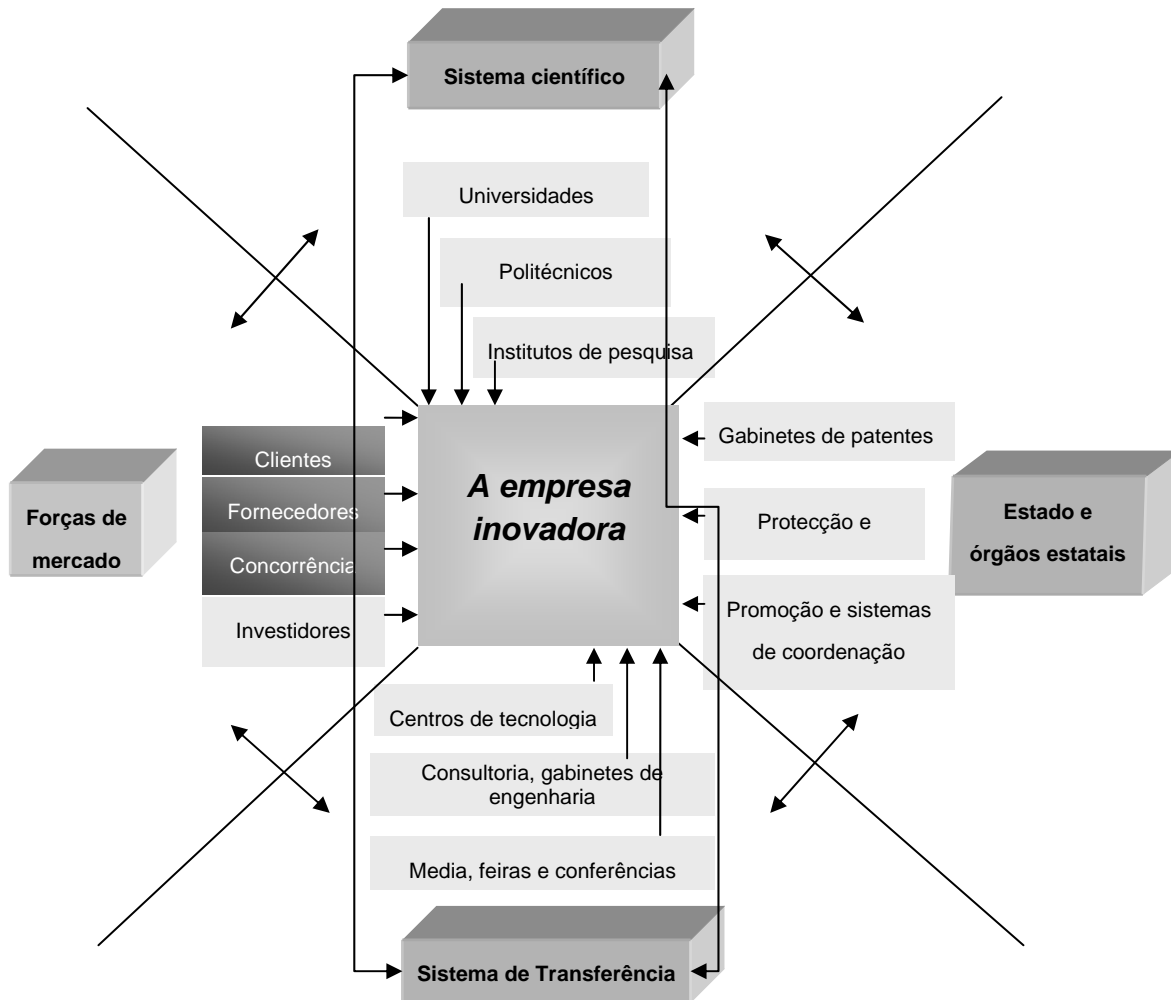 Sistema científico
Universidades
Politécnicos
Institutos de pesquisa
Forças de
mercado
Clientes
Fornecedores
Concorrência
Investidores
A empresa
inovadora
Gabinetes de patentes
Protecção e
Promoção e sistemas
de coordenação
Estado e
órgãos estatais
Centros de tecnologia
Consultoria, gabinetes de
engenharia
Media, feiras e conferências
Sistema de Transferência